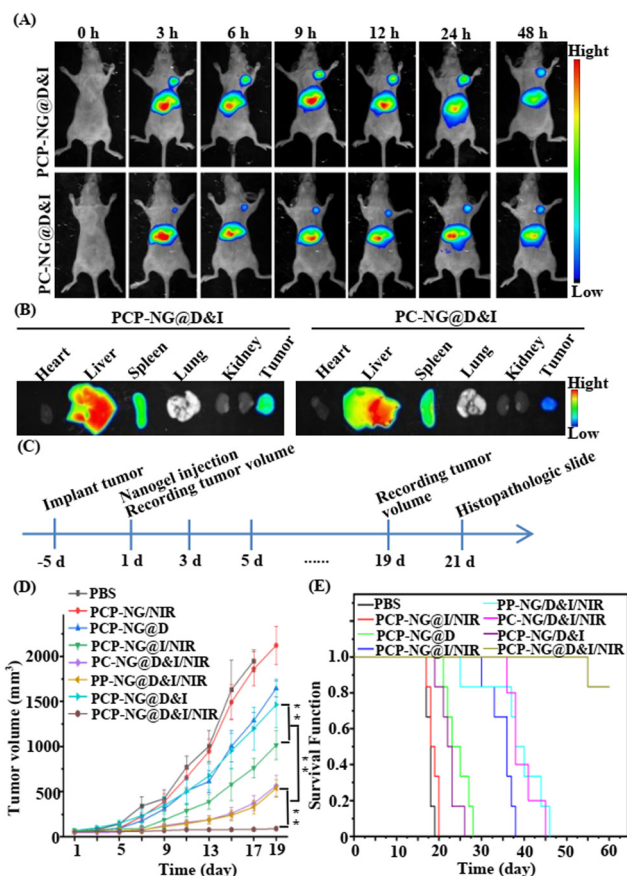 (A)
0 h 3 h 6 h 9 h 12 h 24 h 48 h
PCP-NG@D&I
PC-NG@D&I
Hight
Low
(B)
PCP-NG@D&I PC-NG@D&I
Heart Liver Spleen Lung Kidney Tumor Heart Liver Spleen Lung Kidney Tumor
Hight
Low
(C)
Implant tumor
Nanogel injection
Recording tumor volume
Recording tumor
volume
Histopathologic slide
-5 d 1 d 3 d 5 d ...... 19 d 21 d
(D)
PBS
PCP-NG/NIR
PCP-NG@D
PCP-NG@I/NIR
PC-NG@D&I/NIR
PP-NG@D&I/NIR
PCP-NG@D&I
PCP-NG@D&I/NIR
Tumor volume (mm³)
2000
1500
1000
500
0
* *
* *
* *
1 3 5 7 9 11 13 15 17 19
Time (day)
(E)
PBS
PCP-NG@I/NIR
PCP-NG@D
PCP-NG@I/NIR
PP-NG/D&I/NIR
PC-NG/D&I/NIR
PCP-NG/D&I
PCP-NG@D&I/NIR
Survival Function
1.0
0.8
0.6
0.4
0.2
0 10 20 30 40 50 60
Time (day)